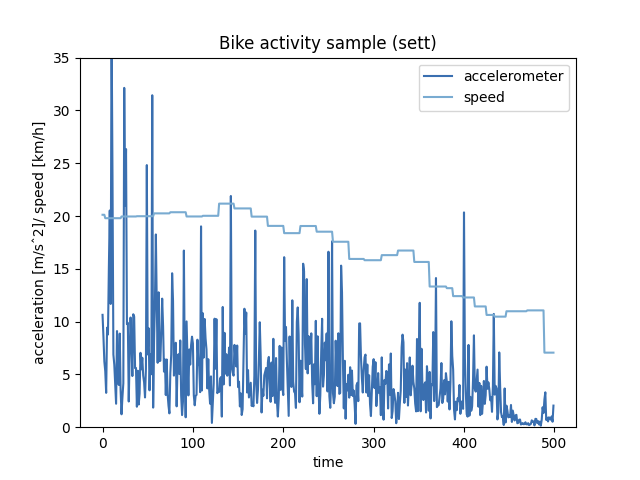 Bike activity sample (sett)
accelerometer
speed
35
30
25
20
15
10
5
0
acceleration [m/s^2]/ speed [km/h]
0 100 200 300 400 500
time